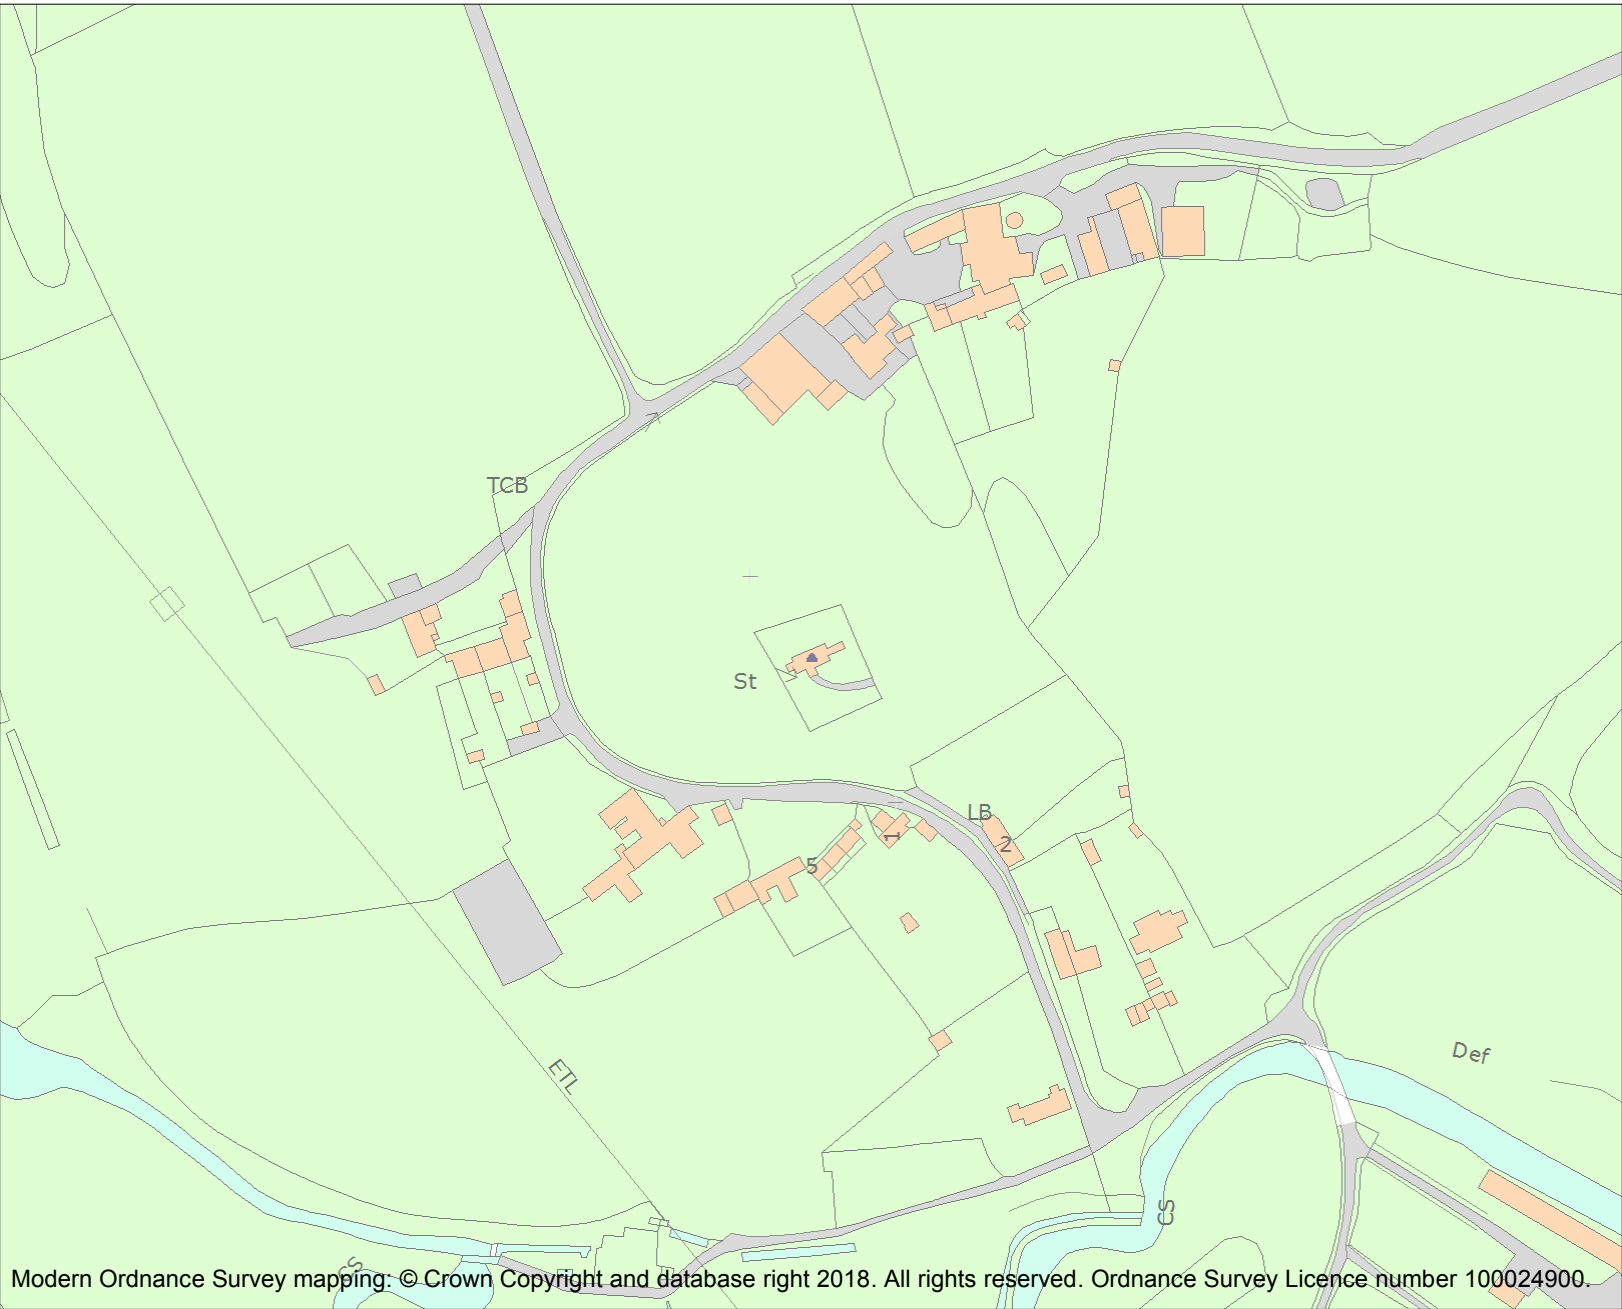 TCB
St
LB
1
2
5
Def
ETL
CS
CS
Modern Ordnance Survey mapping: © Crown Copyright and database right 2018. All rights reserved. Ordnance Survey Licence number 100024900.